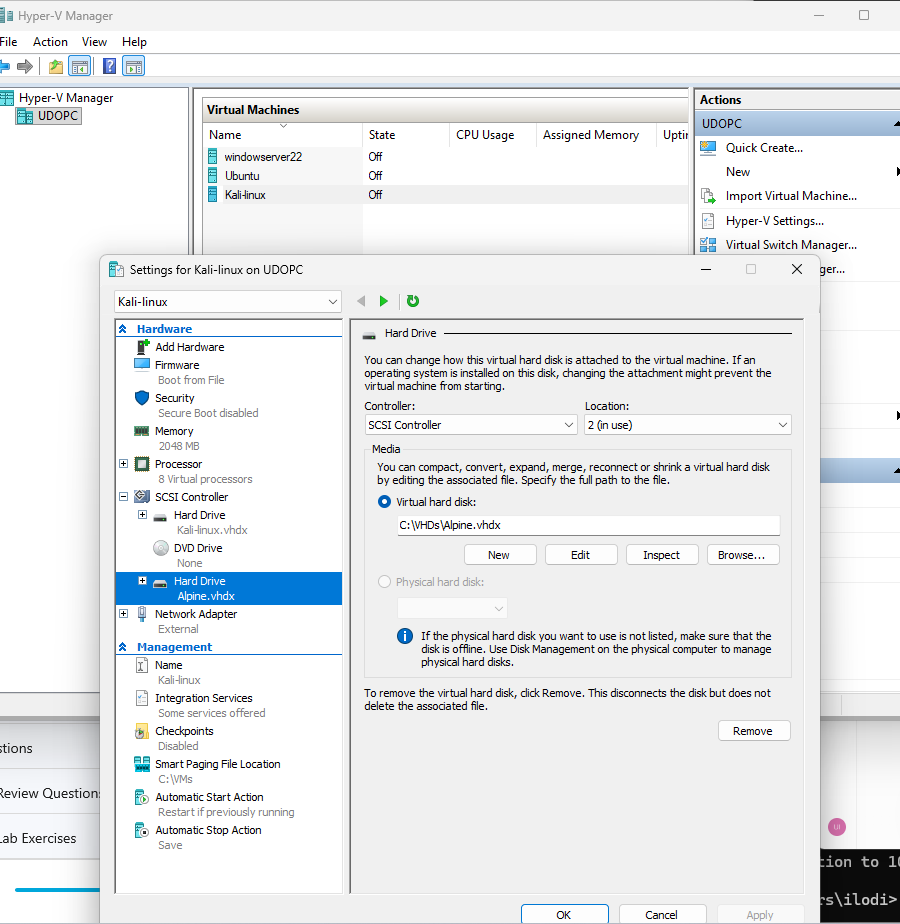 Hyper-V Manager
File Action View Help
Hyper-V Manager
UDOPC
Virtual Machines
Name State CPU Usage Assigned Memory
windowserver22 Off
Ubuntu Off
Kali-linux Off
Actions
UDOPC
Quick Create...
New
Import Virtual Machine...
Hyper-V Settings...
Virtual Switch Manager...
Settings for Kali-linux on UDOPC
Kali-linux
Hardware
Add Hardware
Firmware
Boot from File
Security
Secure Boot disabled
Memory
2048 MB
Processor
8 Virtual processors
SCSI Controller
Hard Drive
Kali-linux.vhdx
DVD Drive
None
Hard Drive
Alpine.vhdx
Network Adapter
External
Management
Name
Kali-linux
Integration Services
Some services offered
Checkpoints
Disabled
Smart Paging File Location
C:\VMs
Automatic Start Action
Restart if previously running
Automatic Stop Action
Save
Hard Drive
You can change how this virtual hard disk is attached to the virtual machine. If an
operating system is installed on this disk, changing the attachment might prevent the
virtual machine from starting.
Controller: Location:
SCSI Controller 2 (in use)
Media
You can compact, convert, expand, merge, reconnect or shrink a virtual hard disk
by editing the associated file. Specify the full path to the file.
Virtual hard disk:
C:\VHDs\Alpine.vhdx
New Edit Inspect Browse...
Physical hard disk:
If the physical hard disk you want to use is not listed, make sure that the
disk is offline. Use Disk Management on the physical computer to manage
physical hard disks.
To remove the virtual hard disk, click Remove. This disconnects the disk but does not
delete the associated file.
Remove
OK Cancel Apply
stions
Review Question
Lab Exercises
UI
tion to 10
rs\ilodi>